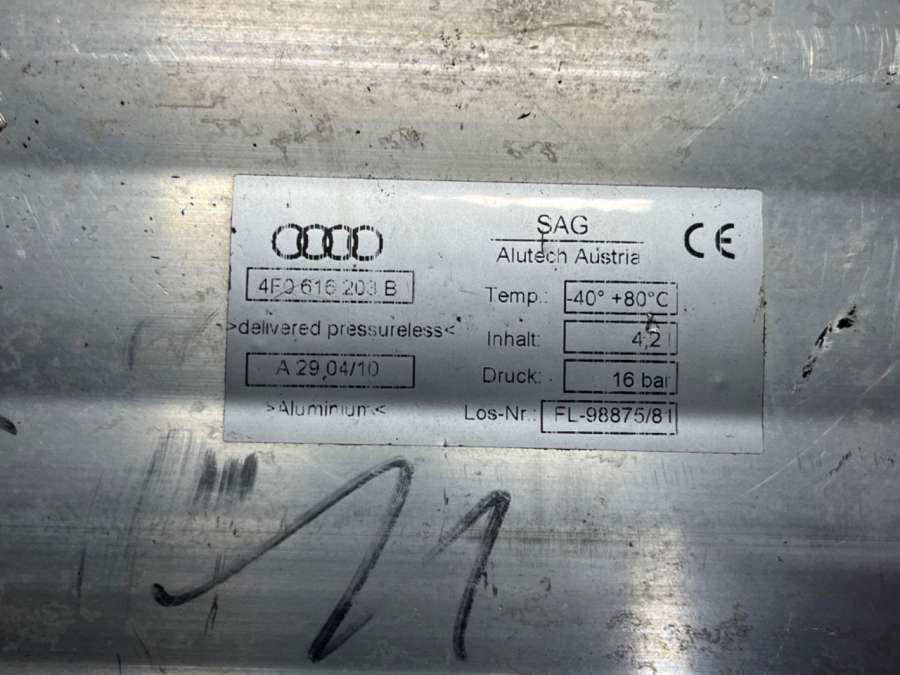 4F0 616 203 B
>delivered pressureless<
A 29,04/10
>Aluminium<
SAG
Alutech Austria
CE
Temp.: -40° +80°C
Inhalt: 4,2 l
Druck: 16 bar
Los-Nr.: FL-98875/81
11